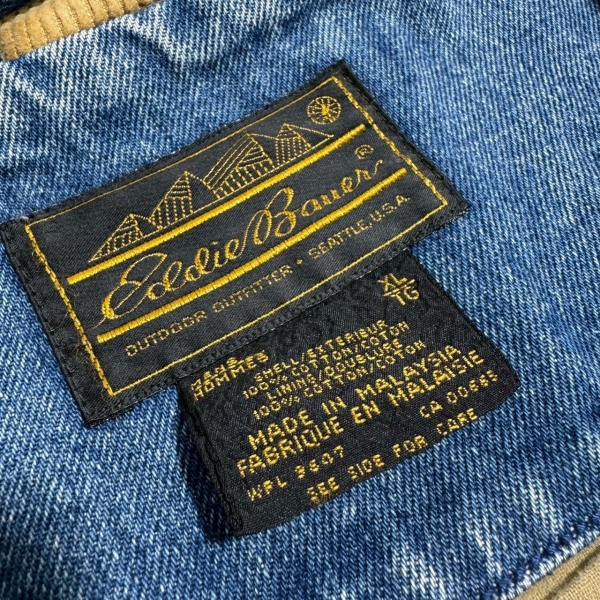 Eddie Bauer®
OUTDOOR OUTFITTER • SEATTLE, U.S.A.
XL
TG
MENS
HOMMES
SHELL/EXTERIEUR
100% COTTON/COTON
LINING/DOUBLURE
100% COTTON/COTON
MADE IN MALAYSIA
FABRIQUE EN MALAISIE
WPL 3607 CA 00665
SEE SIDE FOR CARE